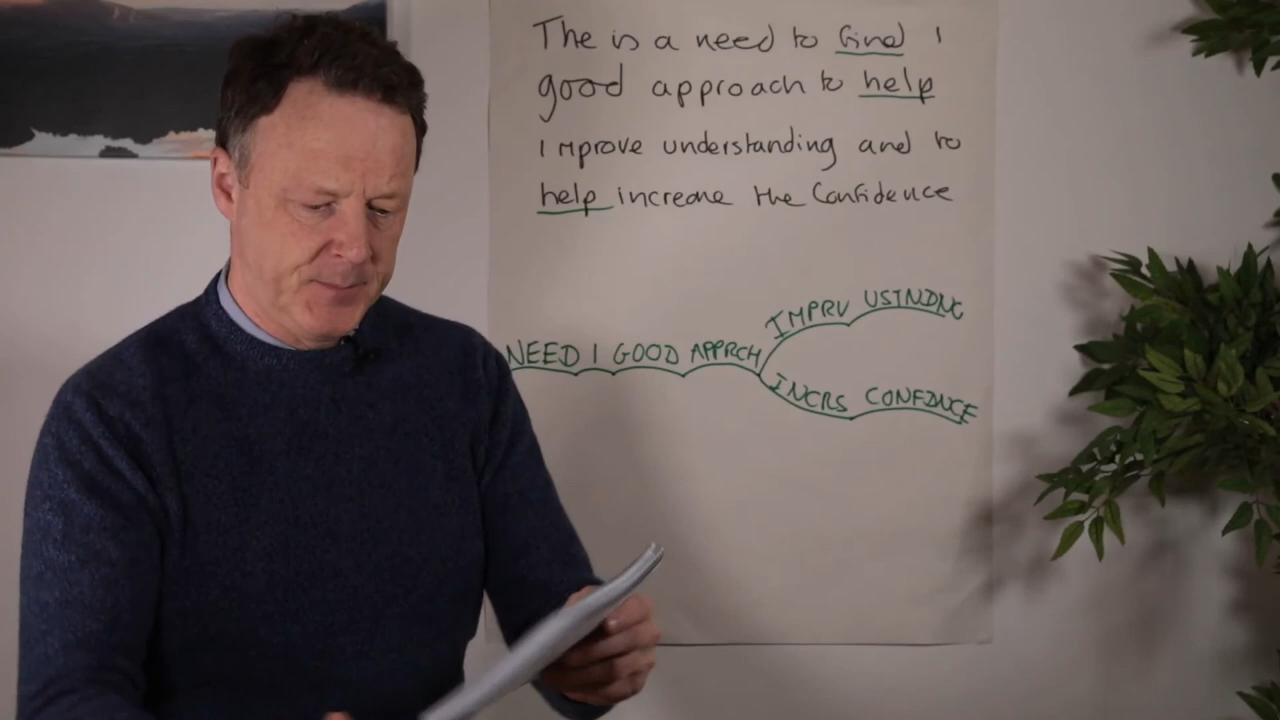 The is a need to find 1
good approach to help
Improve understanding and to
help increase the Confidence
IMPRV USTNDNG
NEED 1 GOOD APPRCH
INCRS CONFDNCE